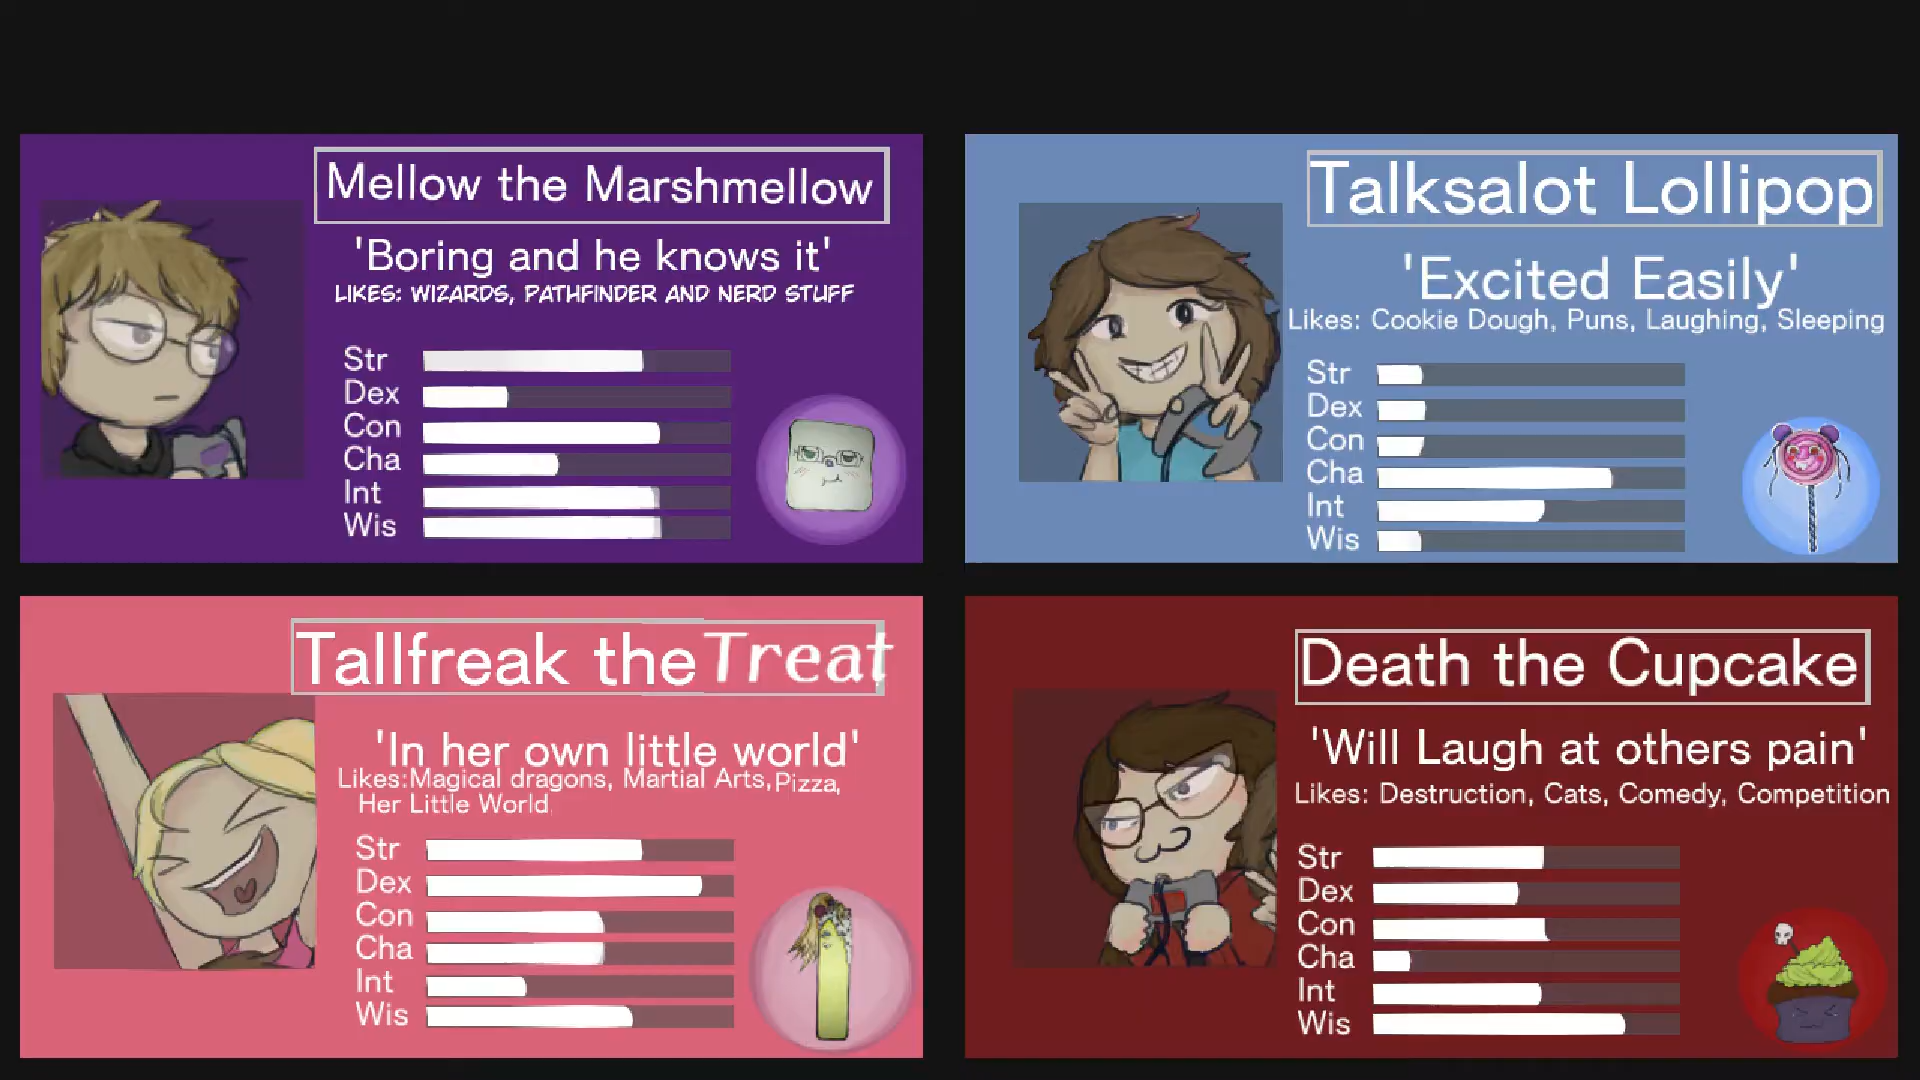 Mellow the Marshmellow
'Boring and he knows it'
LIKES: WIZARDS, PATHFINDER AND NERD STUFF
Str
Dex
Con
Cha
Int
Wis
Talksalot Lollipop
'Excited Easily'
Likes: Cookie Dough, Puns, Laughing, Sleeping
Str
Dex
Con
Cha
Int
Wis
Tallfreak the Treat
'In her own little world'
Likes:Magical dragons, Martial Arts, Pizza,
Her Little World
Str
Dex
Con
Cha
Int
Wis
Death the Cupcake
'Will Laugh at others pain'
Likes: Destruction, Cats, Comedy, Competition
Str
Dex
Con
Cha
Int
Wis